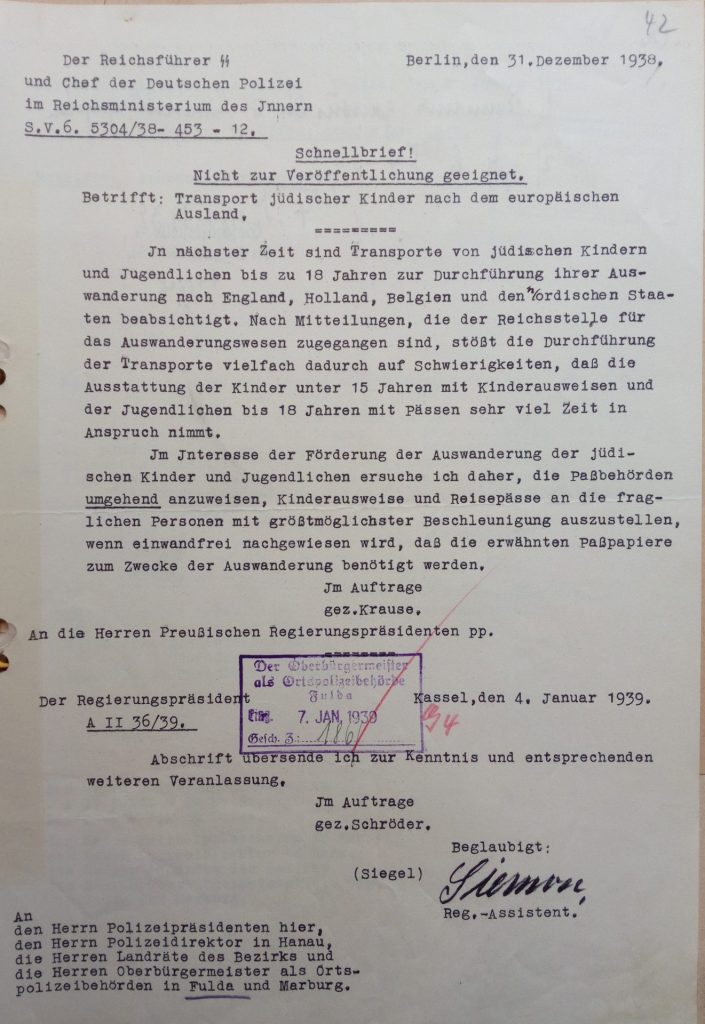 42
Der Reichsführer SS
Berlin,den 31.Dezember 1938.
und Chef der Deutschen Polizei
im Reichsministerium des Jnnern
S.V.6. 5304/38- 453 - 12.
Schnellbrief!
Nicht zur Veröffentlichung geeignet.
Betrifft: Transport jüdischer Kinder nach dem europäischen
Ausland.
=========
Jn nächster Zeit sind Transporte von jüdischen Kindern
und Jugendlichen bis zu 18 Jahren zur Durchführung ihrer Aus-
wanderung nach England, Holland, Belgien und den nordischen Staa-
ten beabsichtigt. Nach Mitteilungen, die der Reichsstelle für
das Auswanderungswesen zugegangen sind, stößt die Durchführung
der Transporte vielfach dadurch auf Schwierigkeiten, daß die
Ausstattung der Kinder unter 15 Jahren mit Kinderausweisen und
der Jugendlichen bis 18 Jahren mit Pässen sehr viel Zeit in
Anspruch nimmt.
Jm Jnteresse der Förderung der Auswanderung der jüdi-
schen Kinder und Jugendlichen ersuche ich daher, die Paßbehörden
umgehend anzuweisen, Kinderausweise und Reisepässe an die frag-
lichen Personen mit größtmöglichster Beschleunigung auszustellen,
wenn einwandfrei nachgewiesen wird, daß die erwähnten Paßpapiere
zum Zwecke der Auswanderung benötigt werden.
Jm Auftrage
gez.Krause.
An die Herren Preußischen Regierungspräsidenten pp.
=========
Der Oberbürgermeister
als Ortspolizeibehörde
Fulda
Eing. 7. JAN. 1939
Gesch. Z.: 186
Der Regierungspräsident
Kassel,den 4. Januar 1939.
A II 36/39.
Abschrift übersende ich zur Kenntnis und entsprechenden
weiteren Veranlassung.
Jm Auftrage
gez.Schröder.
Beglaubigt:
(Siegel)
Siemon,
Reg.-Assistent.
An
den Herrn Polizeipräsidenten hier,
den Herrn Polizeidirektor in Hanau,
die Herren Landräte des Bezirks und
die Herren Oberbürgermeister als Orts-
polizeibehörden in Fulda und Marburg.